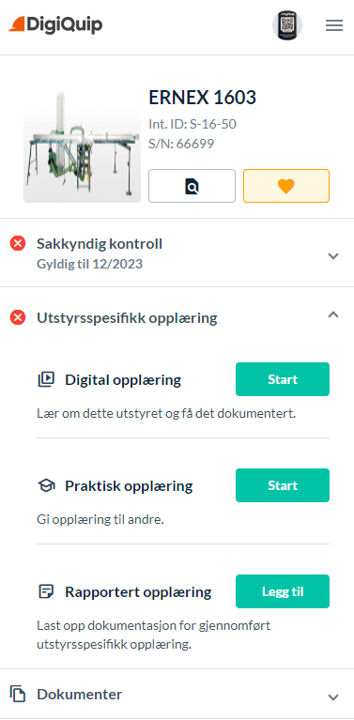 DigiQuip
ERNEX 1603
Int. ID: S-16-50
S/N: 66699
Sakkyndig kontroll
Gyldig til 12/2023
Utstyrsspesifikk opplæring
Digital opplæring
Start
Lær om dette utstyret og få det dokumentert.
Praktisk opplæring
Start
Gi opplæring til andre.
Rapportert opplæring
Legg til
Last opp dokumentasjon for gjennomført
utstyrsspesifikk opplæring.
Dokumenter